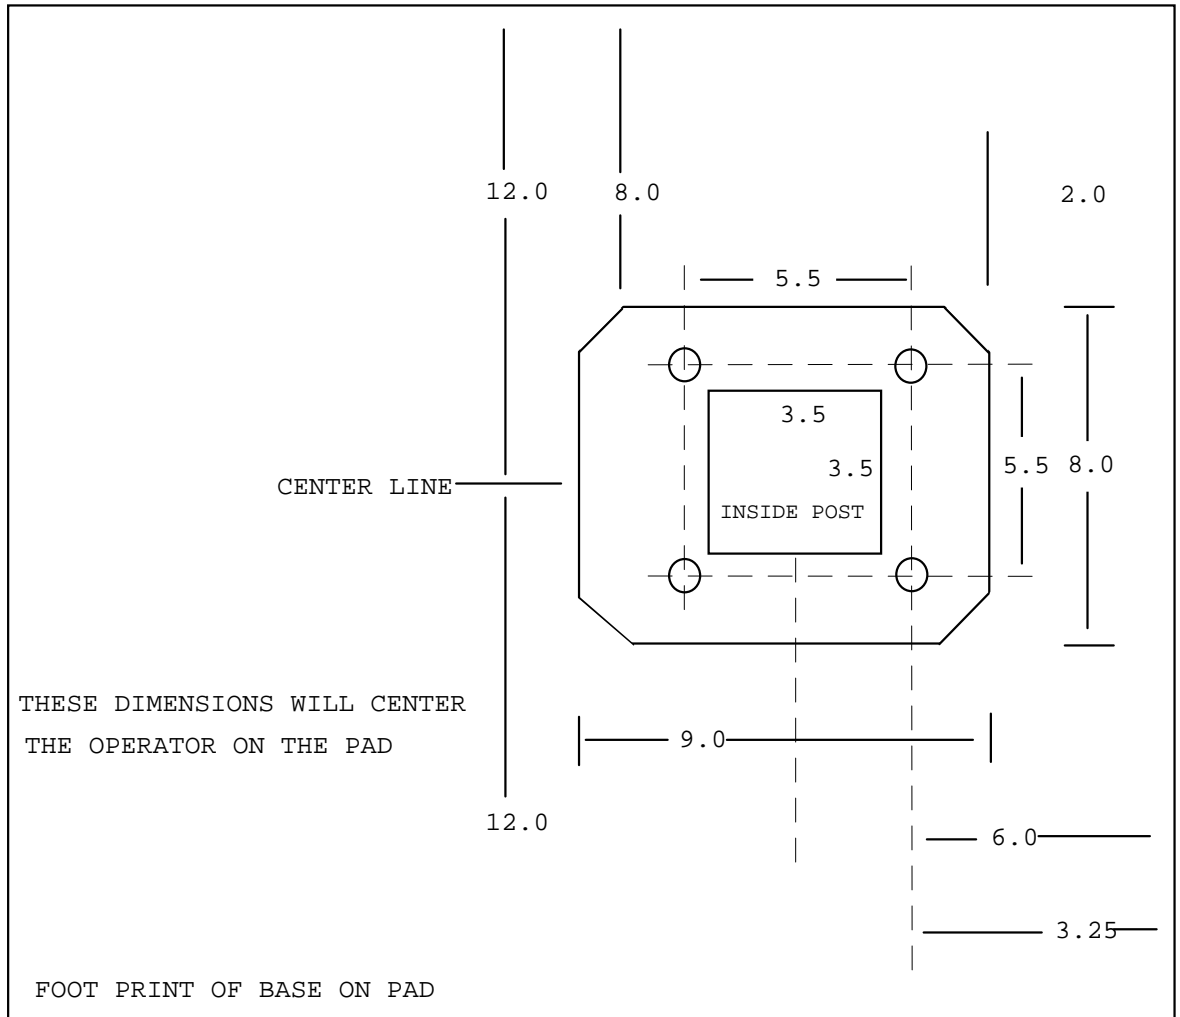 12.0 8.0 2.0
5.5
3.5
3.5 5.5 8.0
CENTER LINE
INSIDE POST
THESE DIMENSIONS WILL CENTER
THE OPERATOR ON THE PAD
9.0
12.0
6.0
3.25
FOOT PRINT OF BASE ON PAD